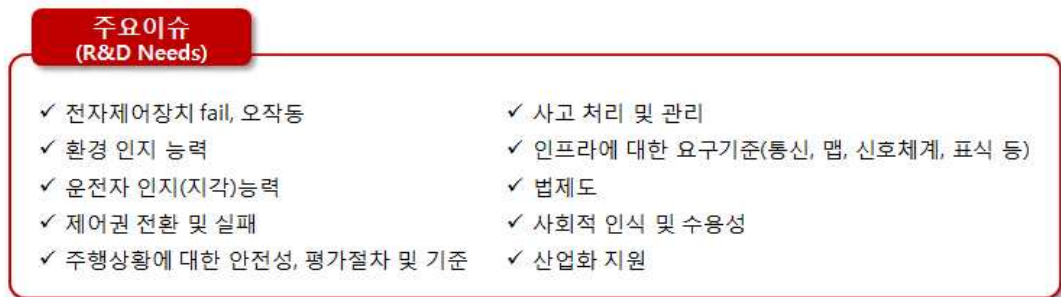 주요이슈
(R&D Needs)
✓ 전자제어장치 fail, 오작동
✓ 환경 인지 능력
✓ 운전자 인지(지각)능력
✓ 제어권 전환 및 실패
✓ 주행상황에 대한 안전성, 평가절차 및 기준
✓ 사고 처리 및 관리
✓ 인프라에 대한 요구기준(통신, 맵, 신호체계, 표식 등)
✓ 법제도
✓ 사회적 인식 및 수용성
✓ 산업화 지원